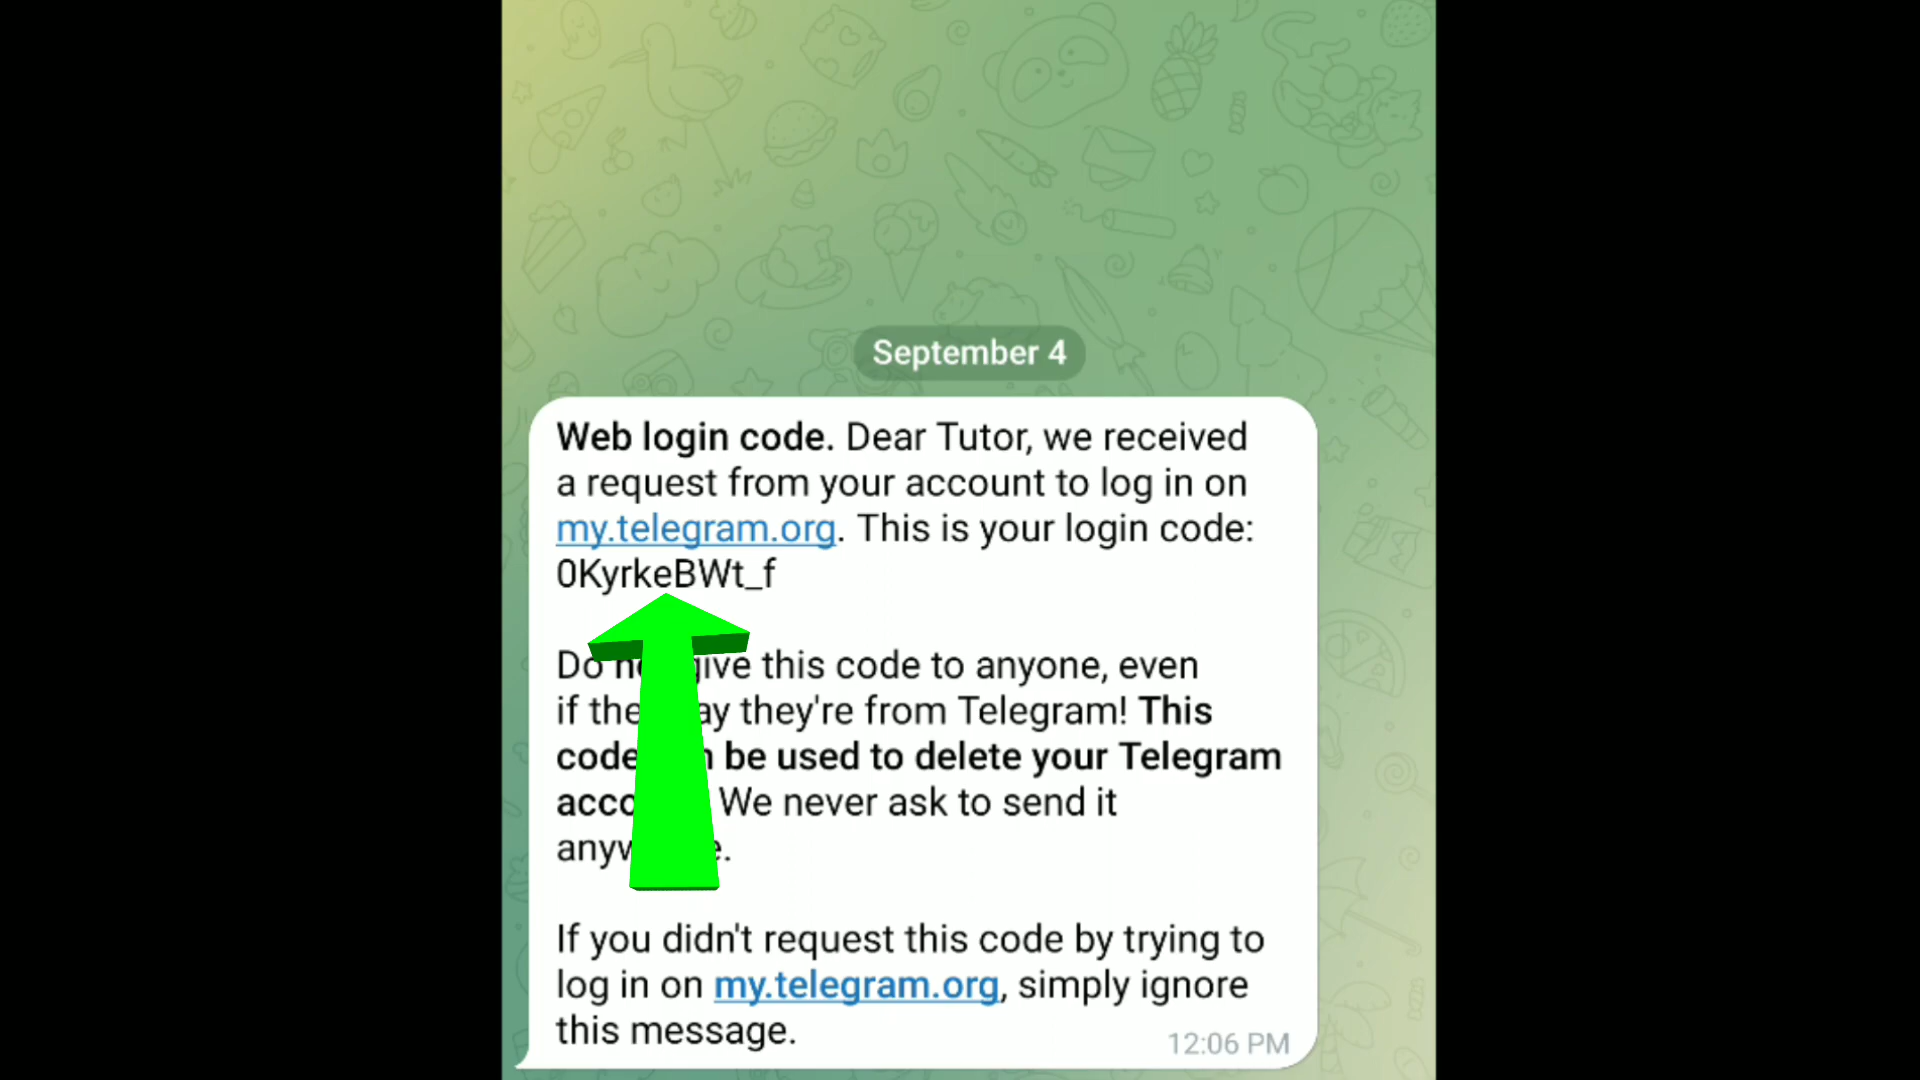 September 4
Web login code. Dear Tutor, we received
a request from your account to log in on
my.telegram.org. This is your login code:
0KyrkeBWt_f
Do give this code to anyone, even
if they're from Telegram! This
code be used to delete your Telegram
We never ask to send it
If you didn't request this code by trying to
log in on my.telegram.org, simply ignore
this message.
12:06 PM